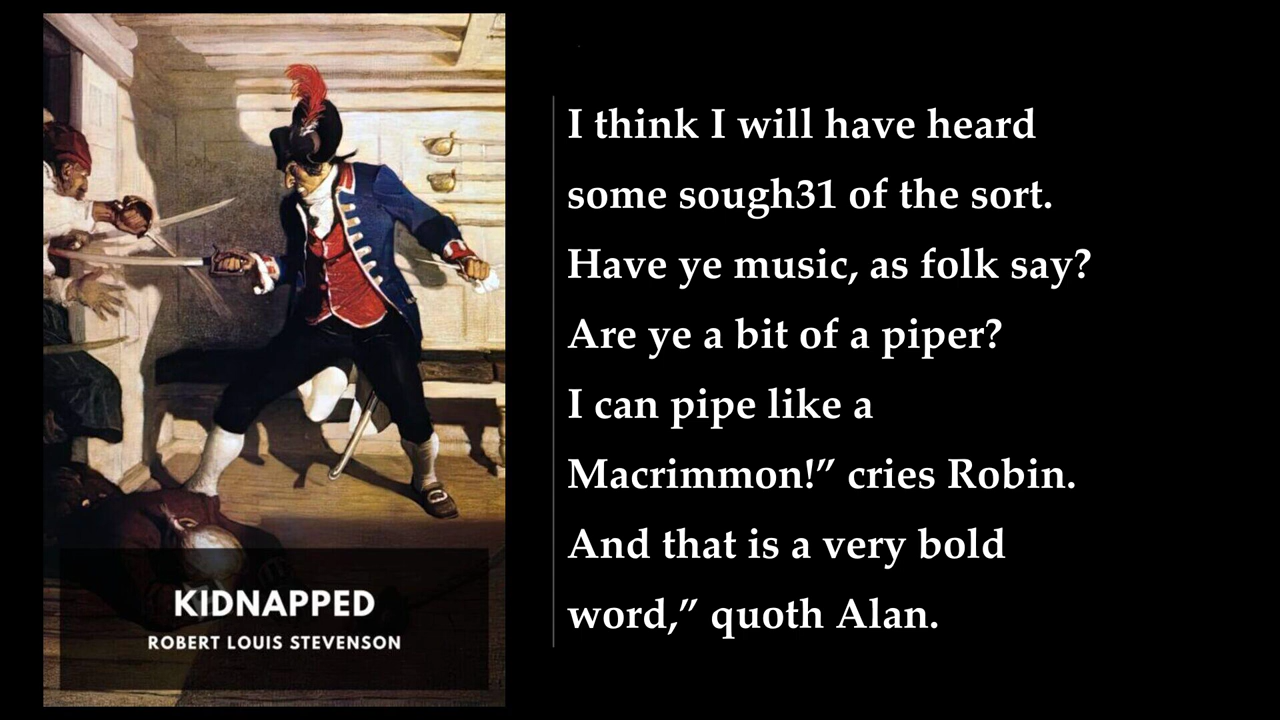 KIDNAPPED
ROBERT LOUIS STEVENSON
I think I will have heard
some sough31 of the sort.
Have ye music, as folk say?
Are ye a bit of a piper?
I can pipe like a
Macrimmon!” cries Robin.
And that is a very bold
word,” quoth Alan.